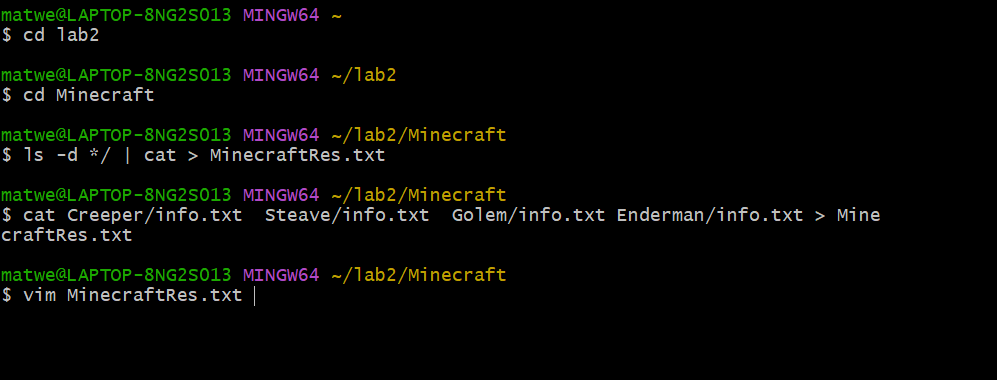 matwe@LAPTOP-8NG2S013 MINGW64 ~
$ cd lab2
matwe@LAPTOP-8NG2S013 MINGW64 ~/lab2
$ cd Minecraft
matwe@LAPTOP-8NG2S013 MINGW64 ~/lab2/Minecraft
$ ls -d */ | cat > MinecraftRes.txt
matwe@LAPTOP-8NG2S013 MINGW64 ~/lab2/Minecraft
$ cat Creeper/info.txt  Steave/info.txt  Golem/info.txt Enderman/info.txt > Mine
craftRes.txt
matwe@LAPTOP-8NG2S013 MINGW64 ~/lab2/Minecraft
$ vim MinecraftRes.txt